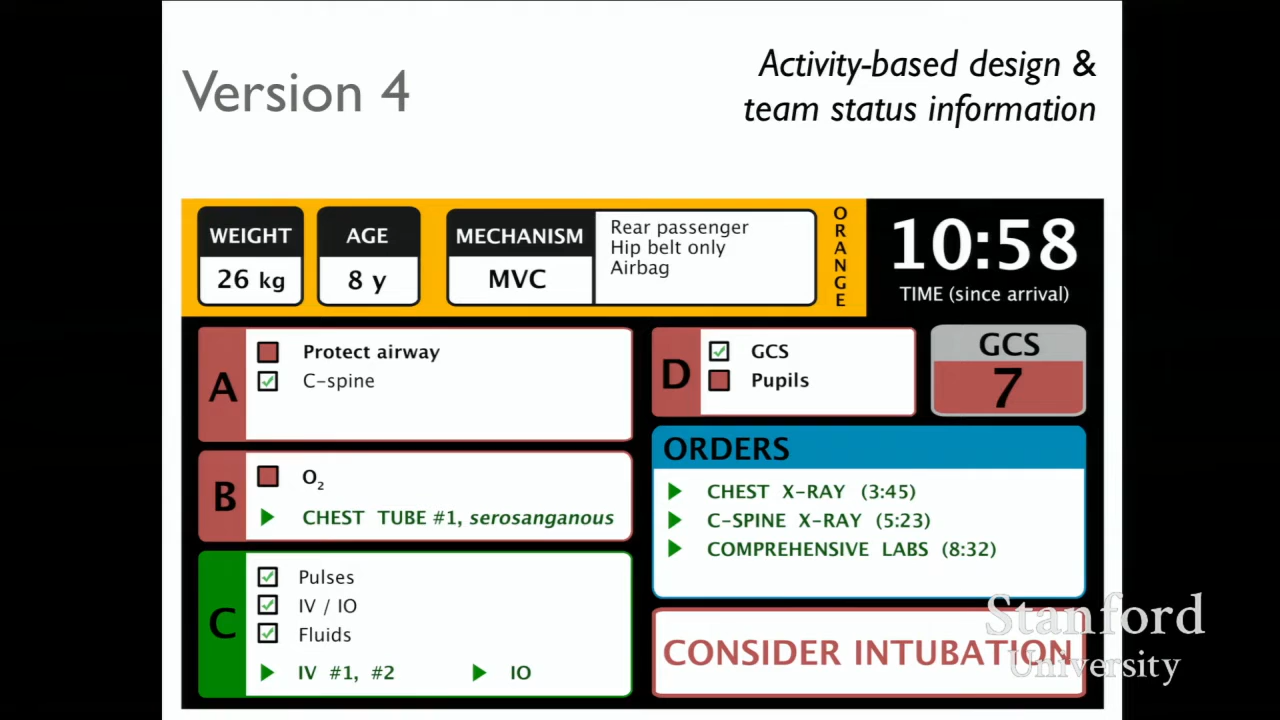 Version 4
Activity-based design &
team status information
WEIGHT
26 kg
AGE
8 y
MECHANISM
MVC
Rear passenger
Hip belt only
Airbag
ORANGE
10:58
TIME (since arrival)
A
Protect airway
C-spine
B
O2
CHEST TUBE #1, serosanganous
C
Pulses
IV / IO
Fluids
IV #1, #2
IO
D
GCS
Pupils
GCS
7
ORDERS
CHEST X-RAY (3:45)
C-SPINE X-RAY (5:23)
COMPREHENSIVE LABS (8:32)
CONSIDER INTUBATION
Stanford
University